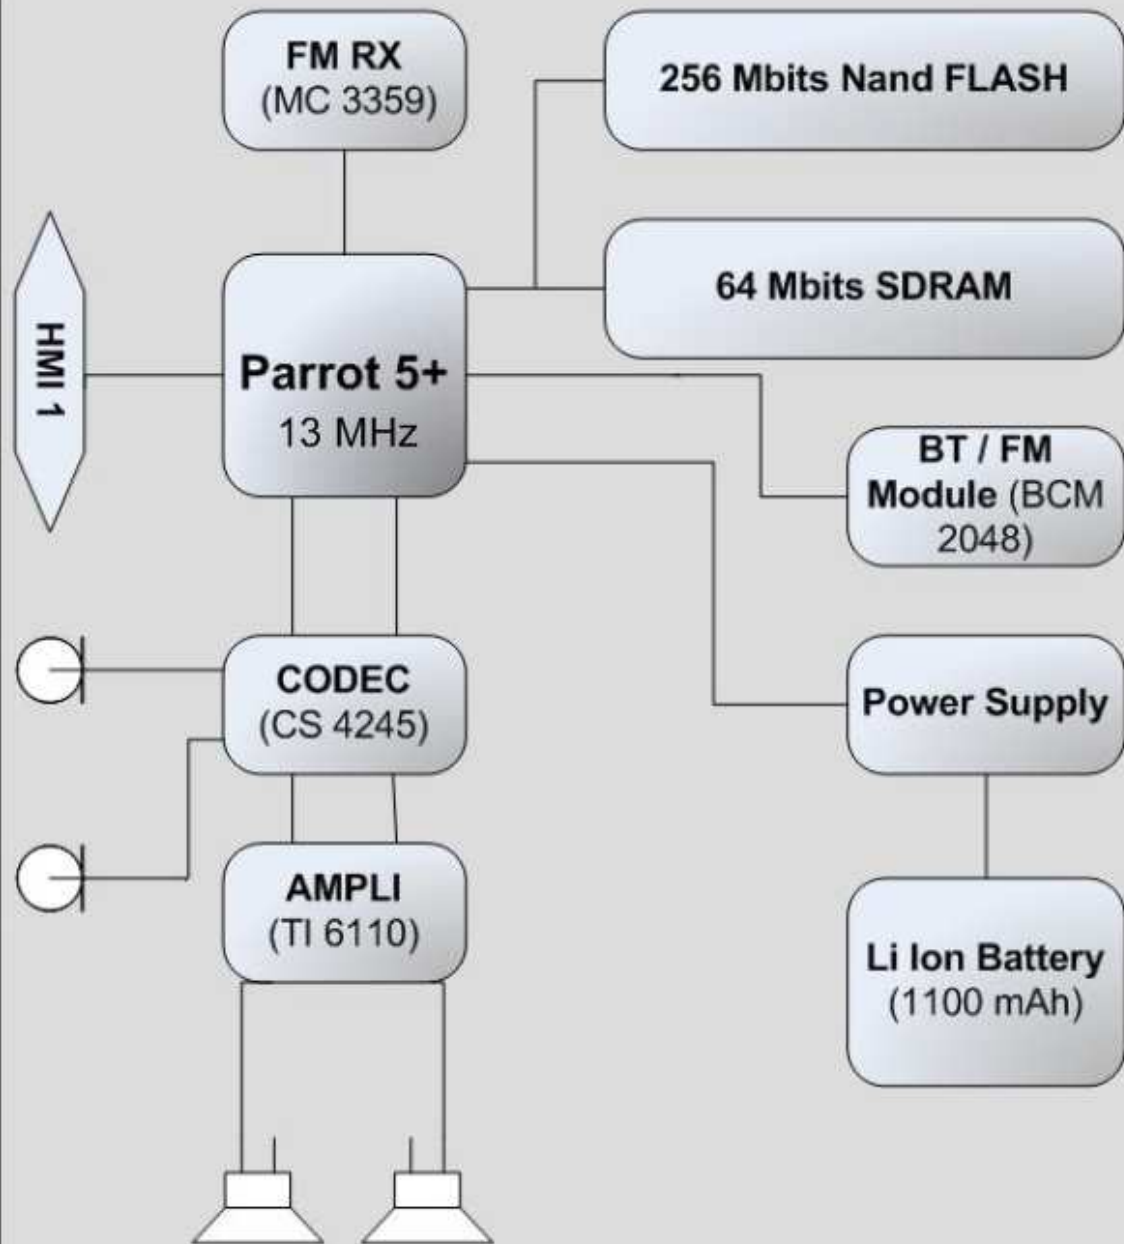 FM RX
(MC 3359)
256 Mbits Nand FLASH
64 Mbits SDRAM
HMI 1
Parrot 5+
13 MHz
BT / FM
Module (BCM
2048)
CODEC
(CS 4245)
Power Supply
AMPLI
(TI 6110)
Li Ion Battery
(1100 mAh)